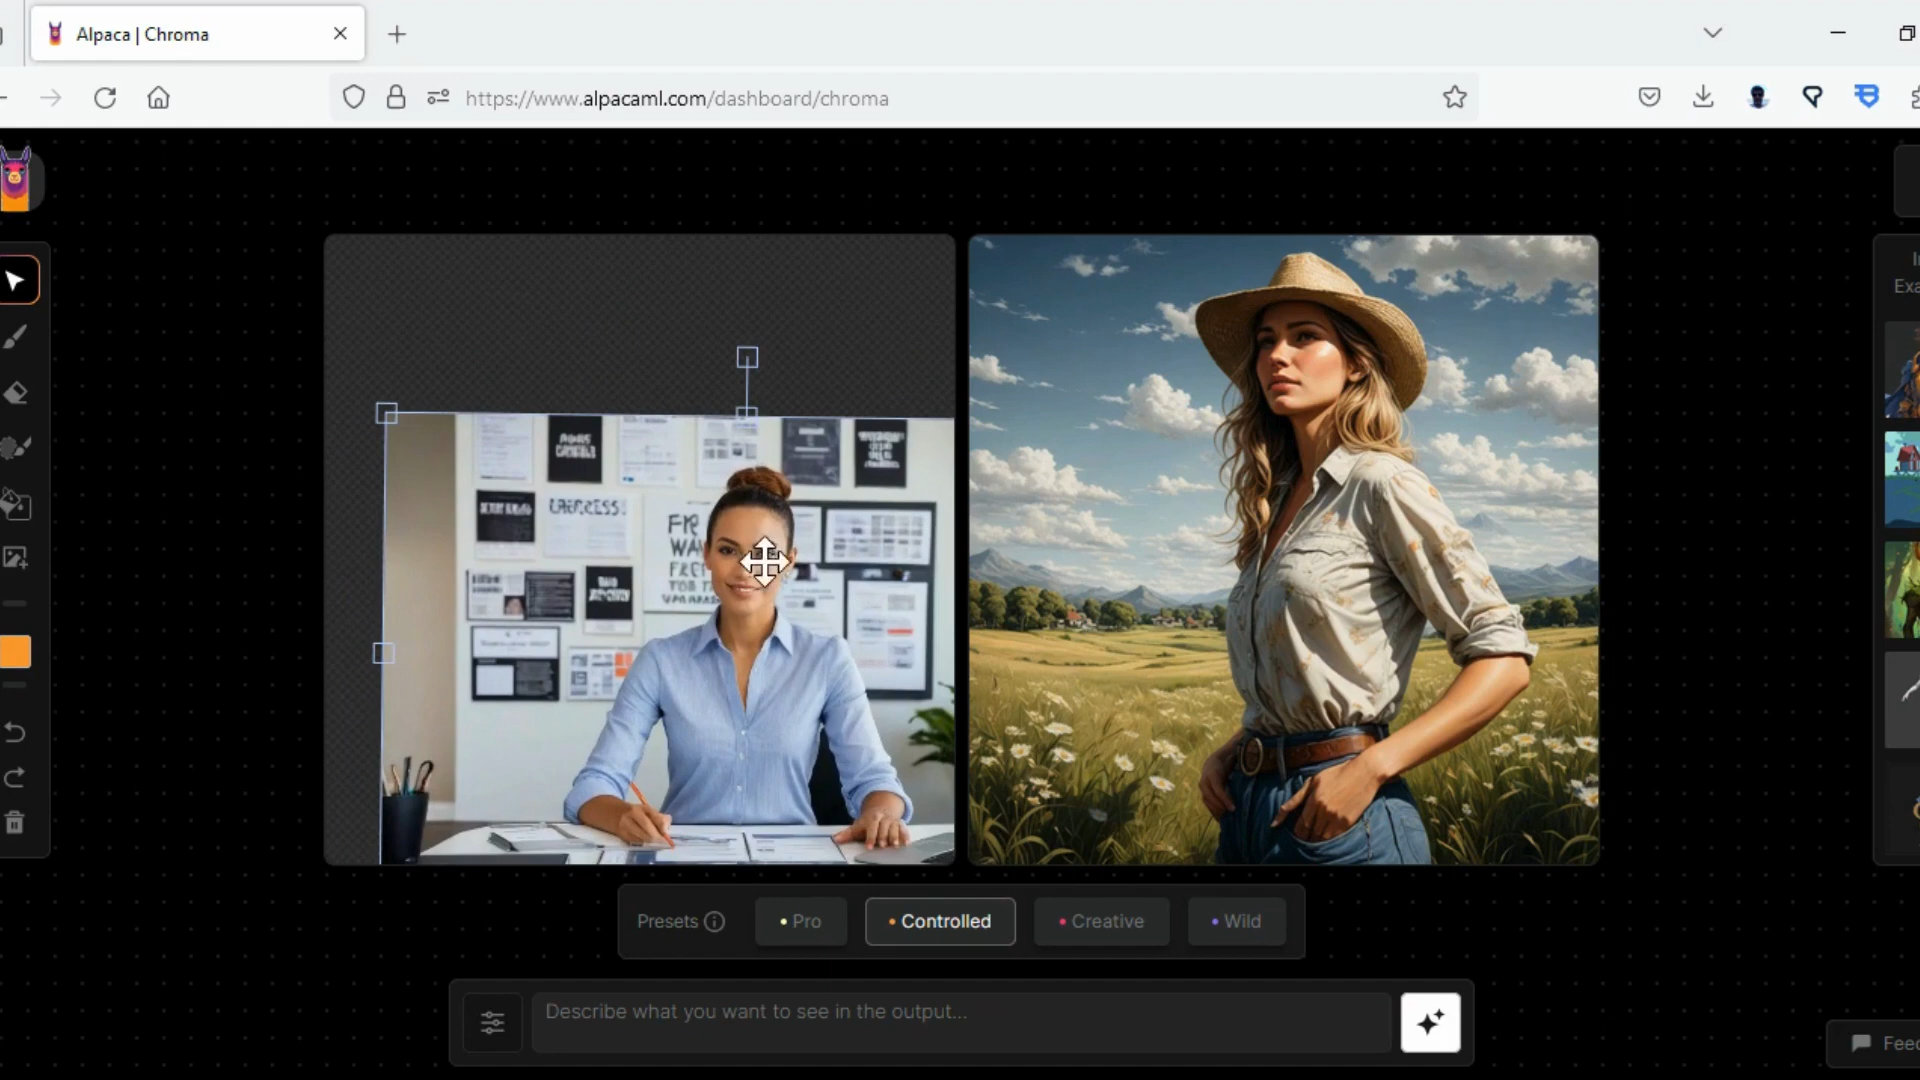 Alpaca | Chroma
https://www.alpacaml.com/dashboard/chroma
Presets
Pro
Controlled
Creative
Wild
Describe what you want to see in the output...